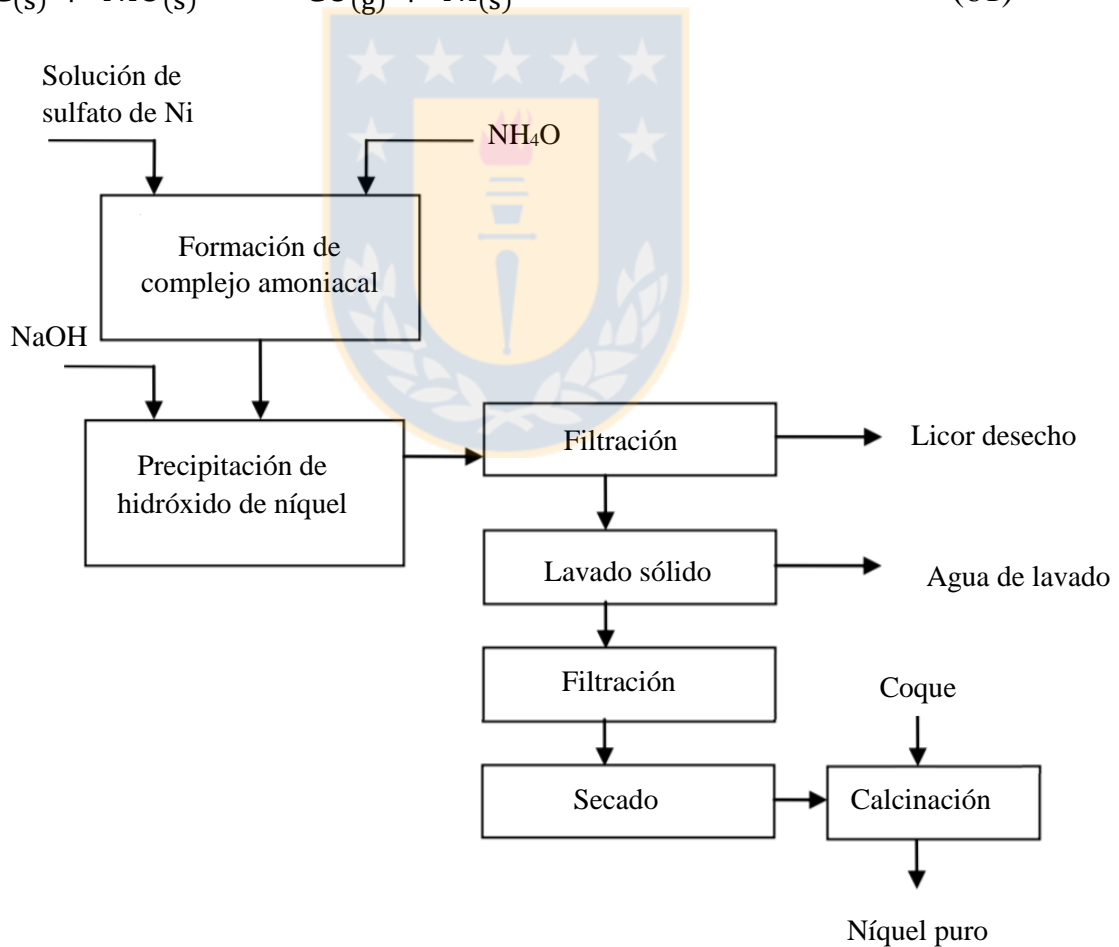 Solución de
sulfato de Ni
NH₄O
Formación de
complejo amoniacal
NaOH
Precipitación de
hidróxido de níquel
Filtración
Licor desecho
Lavado sólido
Agua de lavado
Filtración
Coque
Secado
Calcinación
Níquel puro